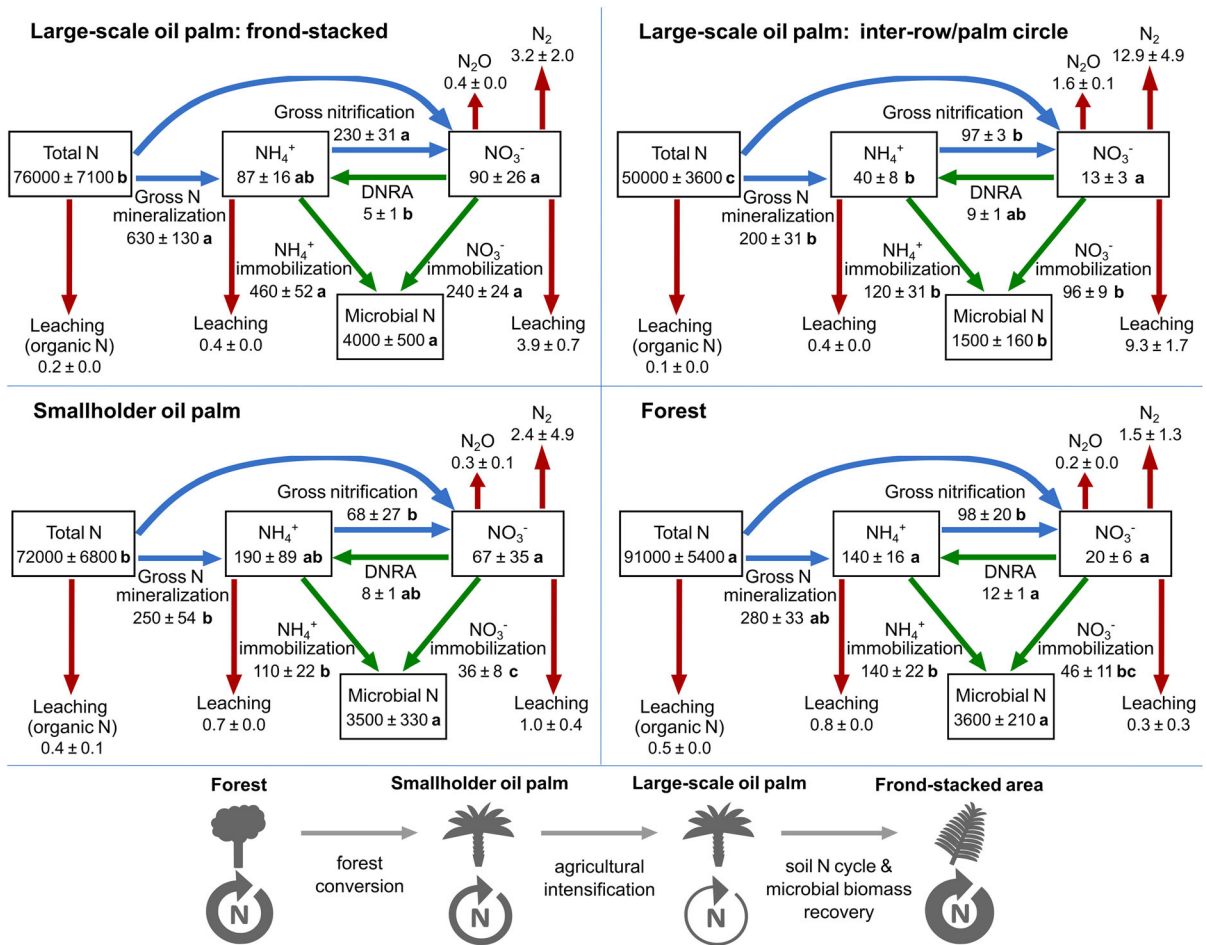 Large-scale oil palm: frond-stacked
N₂
3.2 ± 2.0
N₂O
0.4 ± 0.0
Gross nitrification
230 ± 31 a
Total N
76000 ± 7100 b
NH₄⁺
87 ± 16 ab
NO₃⁻
90 ± 26 a
Gross N
mineralization
630 ± 130 a
DNRA
5 ± 1 b
NH₄⁺
immobilization
460 ± 52 a
NO₃⁻
immobilization
240 ± 24 a
Microbial N
4000 ± 500 a
Leaching
(organic N)
0.2 ± 0.0
Leaching
0.4 ± 0.0
Leaching
3.9 ± 0.7
Large-scale oil palm: inter-row/palm circle
N₂
12.9 ± 4.9
N₂O
1.6 ± 0.1
Gross nitrification
97 ± 3 b
Total N
50000 ± 3600 c
NH₄⁺
40 ± 8 b
NO₃⁻
13 ± 3 a
Gross N
mineralization
200 ± 31 b
DNRA
9 ± 1 ab
NH₄⁺
immobilization
120 ± 31 b
NO₃⁻
immobilization
96 ± 9 b
Microbial N
1500 ± 160 b
Leaching
(organic N)
0.1 ± 0.0
Leaching
0.4 ± 0.0
Leaching
9.3 ± 1.7
Smallholder oil palm
N₂
2.4 ± 4.9
N₂O
0.3 ± 0.1
Gross nitrification
68 ± 27 b
Total N
72000 ± 6800 b
NH₄⁺
190 ± 89 ab
NO₃⁻
67 ± 35 a
Gross N
mineralization
250 ± 54 b
DNRA
8 ± 1 ab
NH₄⁺
immobilization
110 ± 22 b
NO₃⁻
immobilization
36 ± 8 c
Microbial N
3500 ± 330 a
Leaching
(organic N)
0.4 ± 0.1
Leaching
0.7 ± 0.0
Leaching
1.0 ± 0.4
Forest
N₂
1.5 ± 1.3
N₂O
0.2 ± 0.0
Gross nitrification
98 ± 20 b
Total N
91000 ± 5400 a
NH₄⁺
140 ± 16 a
NO₃⁻
20 ± 6 a
Gross N
mineralization
280 ± 33 ab
DNRA
12 ± 1 a
NH₄⁺
immobilization
140 ± 22 b
NO₃⁻
immobilization
46 ± 11 bc
Microbial N
3600 ± 210 a
Leaching
(organic N)
0.5 ± 0.0
Leaching
0.8 ± 0.0
Leaching
0.3 ± 0.3
Forest
Smallholder oil palm
Large-scale oil palm
Frond-stacked area
forest
conversion
agricultural
intensification
soil N cycle &
microbial biomass
recovery
N
N
N
N